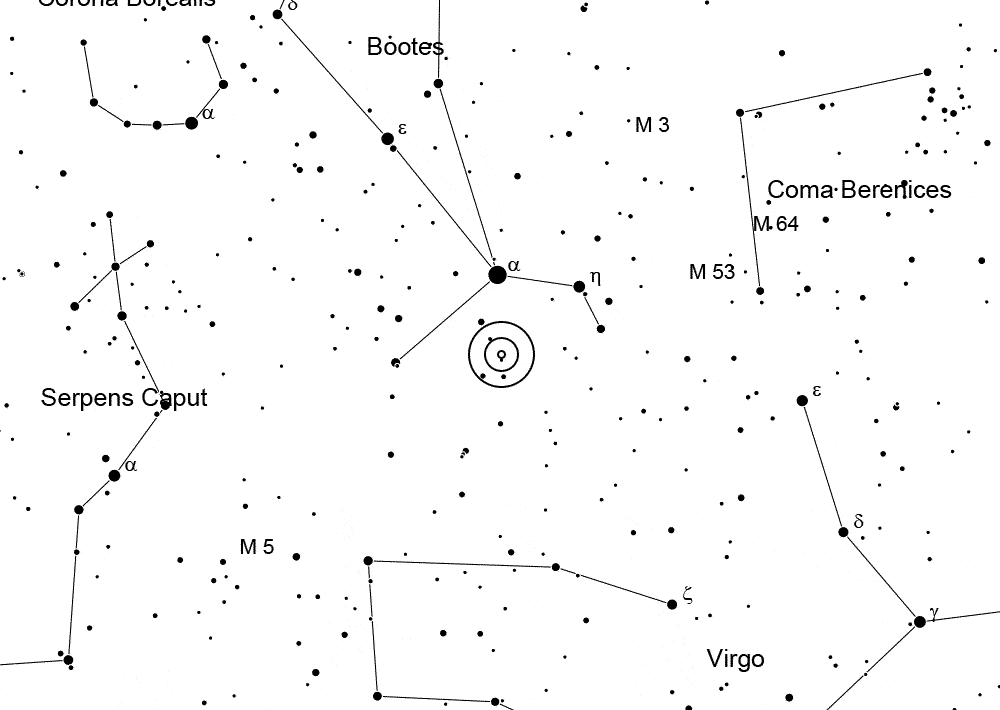 Corona Borealis
δ
Bootes
α
ε
M 3
Coma Berenices
M 64
α
η
M 53
ε
Serpens Caput
α
δ
M 5
ζ
γ
Virgo